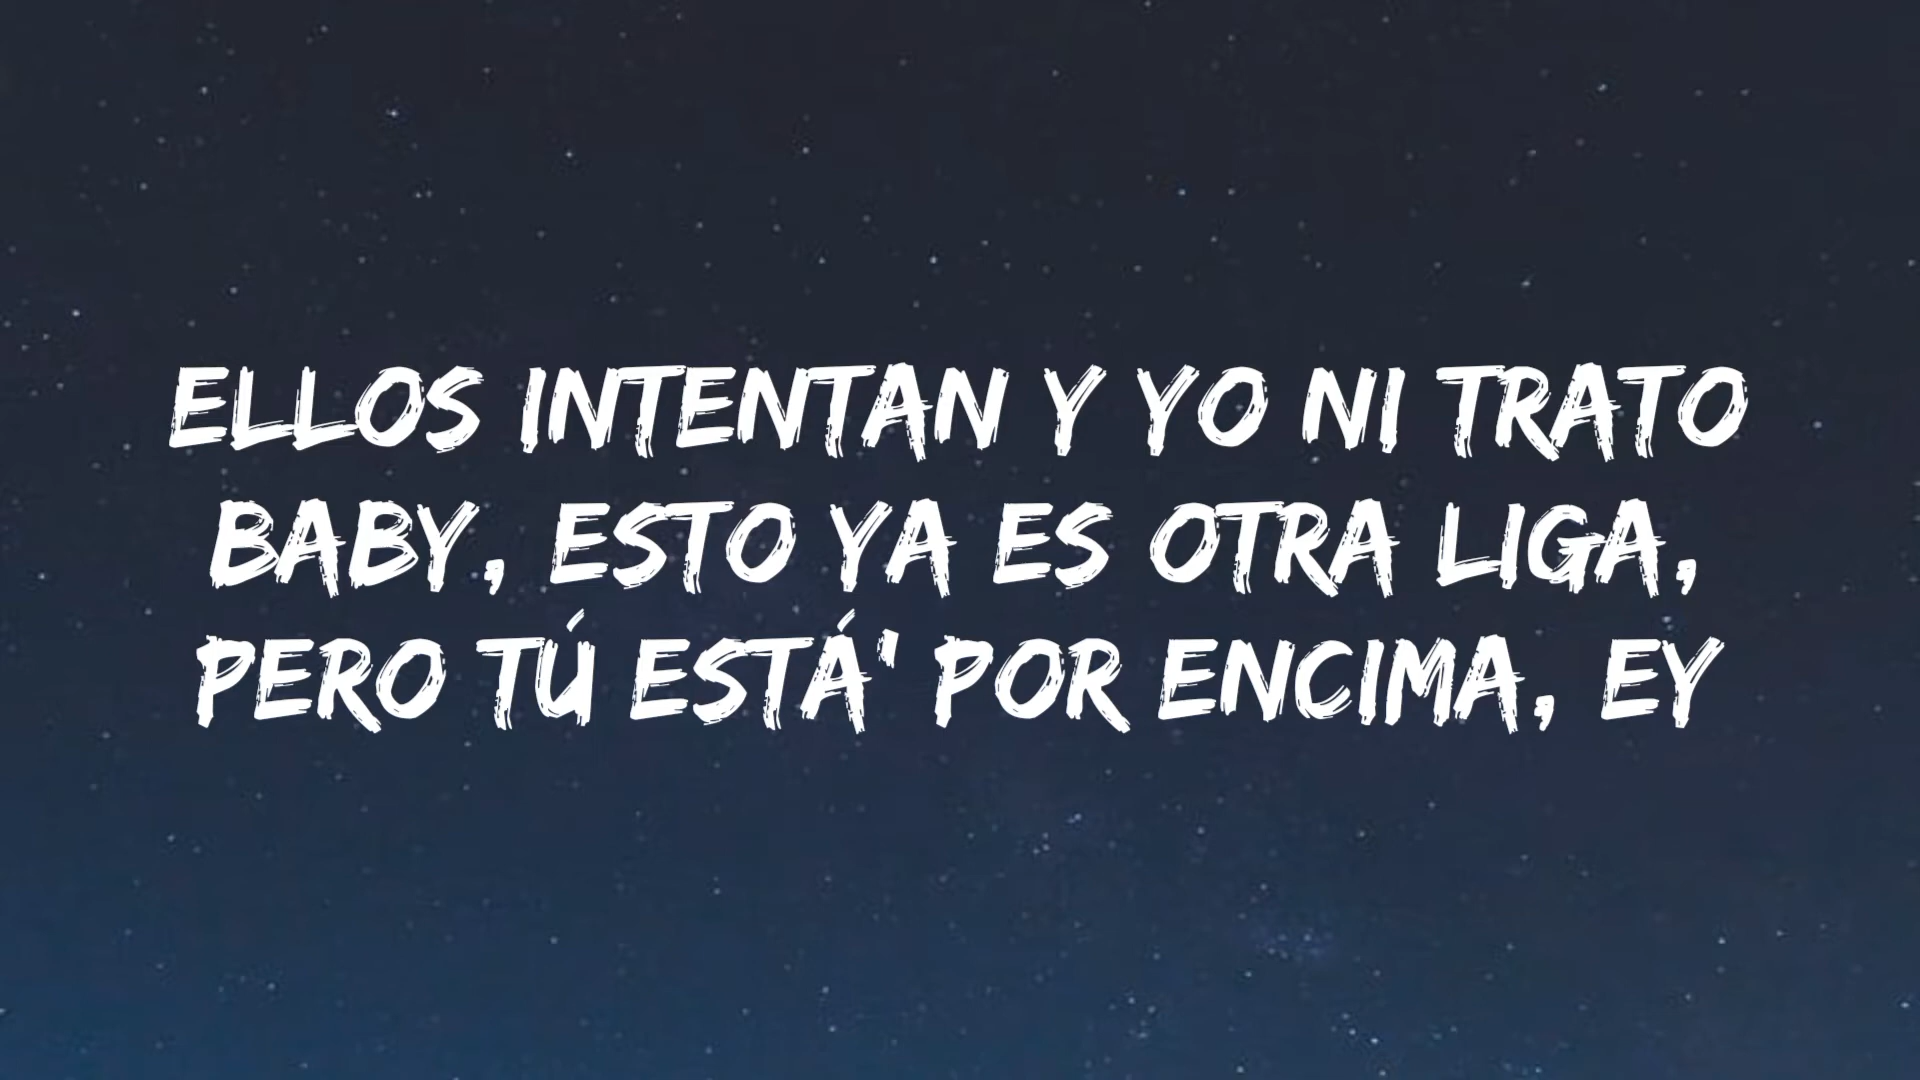 ELLOS INTENTAN Y YO NI TRATO
BABY, ESTO YA ES OTRA LIGA,
PERO TÚ ESTÁ' POR ENCIMA, EY